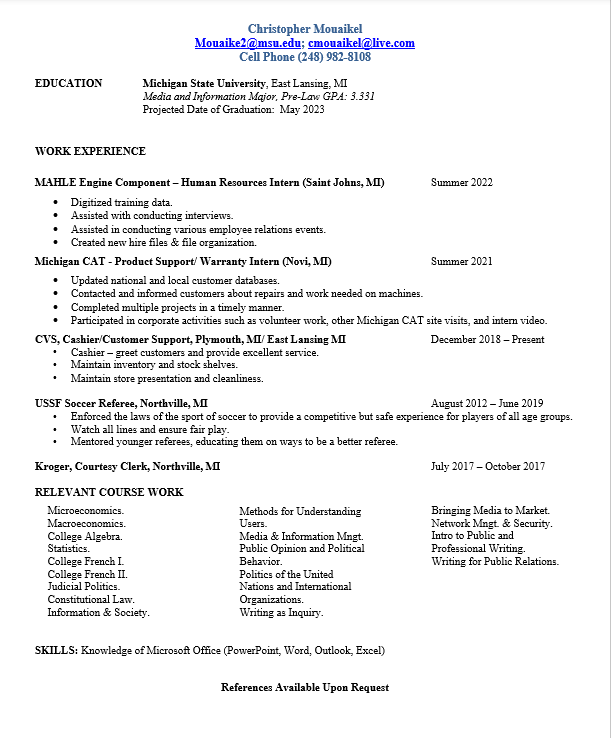 Christopher Mouaikel
Mouaike2@msu.edu; cmouaikel@live.com
Cell Phone (248) 982-8108
EDUCATION Michigan State University, East Lansing, MI
Media and Information Major, Pre-Law GPA: 3.331
Projected Date of Graduation: May 2023
WORK EXPERIENCE
MAHLE Engine Component – Human Resources Intern (Saint Johns, MI) Summer 2022
• Digitized training data.
• Assisted with conducting interviews.
• Assisted in conducting various employee relations events.
• Created new hire files & file organization.
Michigan CAT - Product Support/ Warranty Intern (Novi, MI) Summer 2021
• Updated national and local customer databases.
• Contacted and informed customers about repairs and work needed on machines.
• Completed multiple projects in a timely manner.
• Participated in corporate activities such as volunteer work, other Michigan CAT site visits, and intern video.
CVS, Cashier/Customer Support, Plymouth, MI/ East Lansing MI December 2018 – Present
• Cashier – greet customers and provide excellent service.
• Maintain inventory and stock shelves.
• Maintain store presentation and cleanliness.
USSF Soccer Referee, Northville, MI August 2012 – June 2019
• Enforced the laws of the sport of soccer to provide a competitive but safe experience for players of all age groups.
• Watch all lines and ensure fair play.
• Mentored younger referees, educating them on ways to be a better referee.
Kroger, Courtesy Clerk, Northville, MI July 2017 – October 2017
RELEVANT COURSE WORK
Microeconomics.
Macroeconomics.
College Algebra.
Statistics.
College French I.
College French II.
Judicial Politics.
Constitutional Law.
Information & Society.
Methods for Understanding
Users.
Media & Information Mngt.
Public Opinion and Political
Behavior.
Politics of the United
Nations and International
Organizations.
Writing as Inquiry.
Bringing Media to Market.
Network Mngt. & Security.
Intro to Public and
Professional Writing.
Writing for Public Relations.
SKILLS: Knowledge of Microsoft Office (PowerPoint, Word, Outlook, Excel)
References Available Upon Request